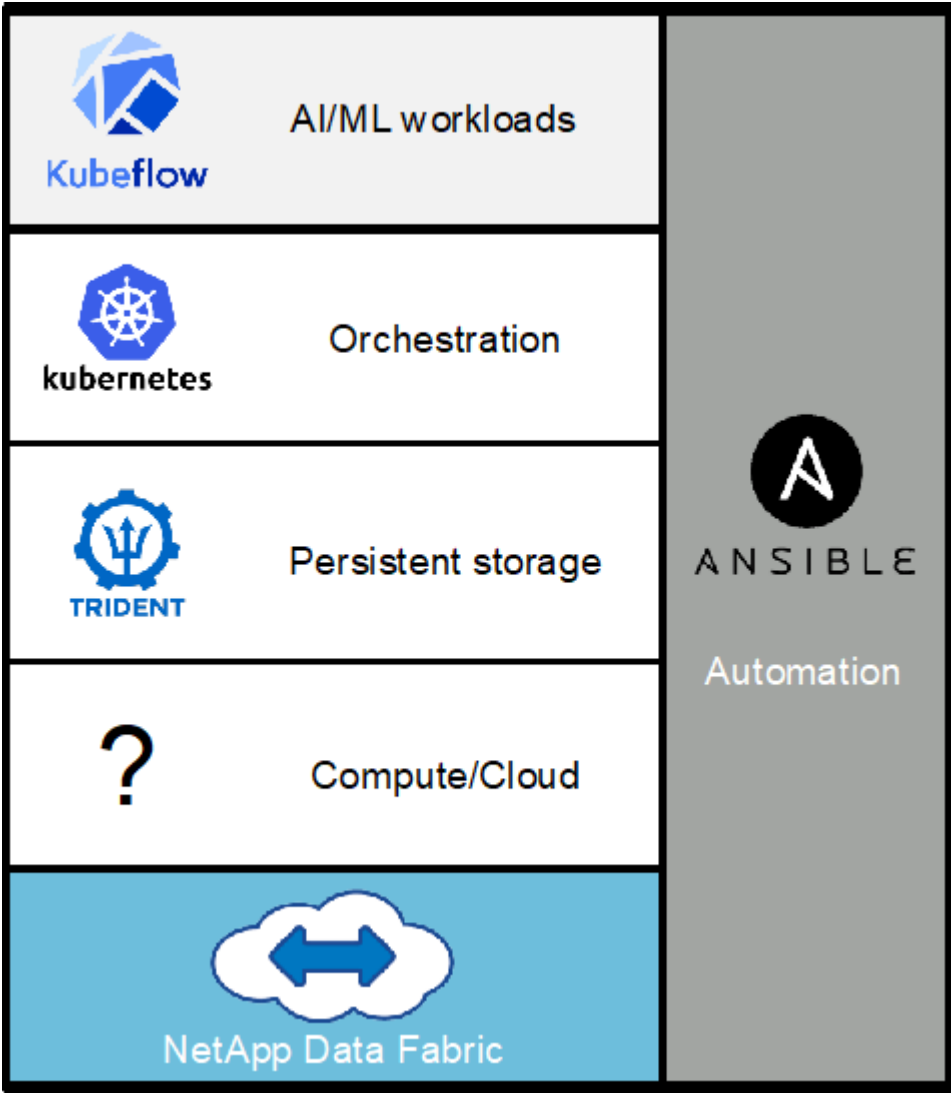 Kubeflow
AI/ML workloads
kubernetes
Orchestration
TRIDENT
Persistent storage
?
Compute/Cloud
NetApp Data Fabric
ANSIBLE
Automation